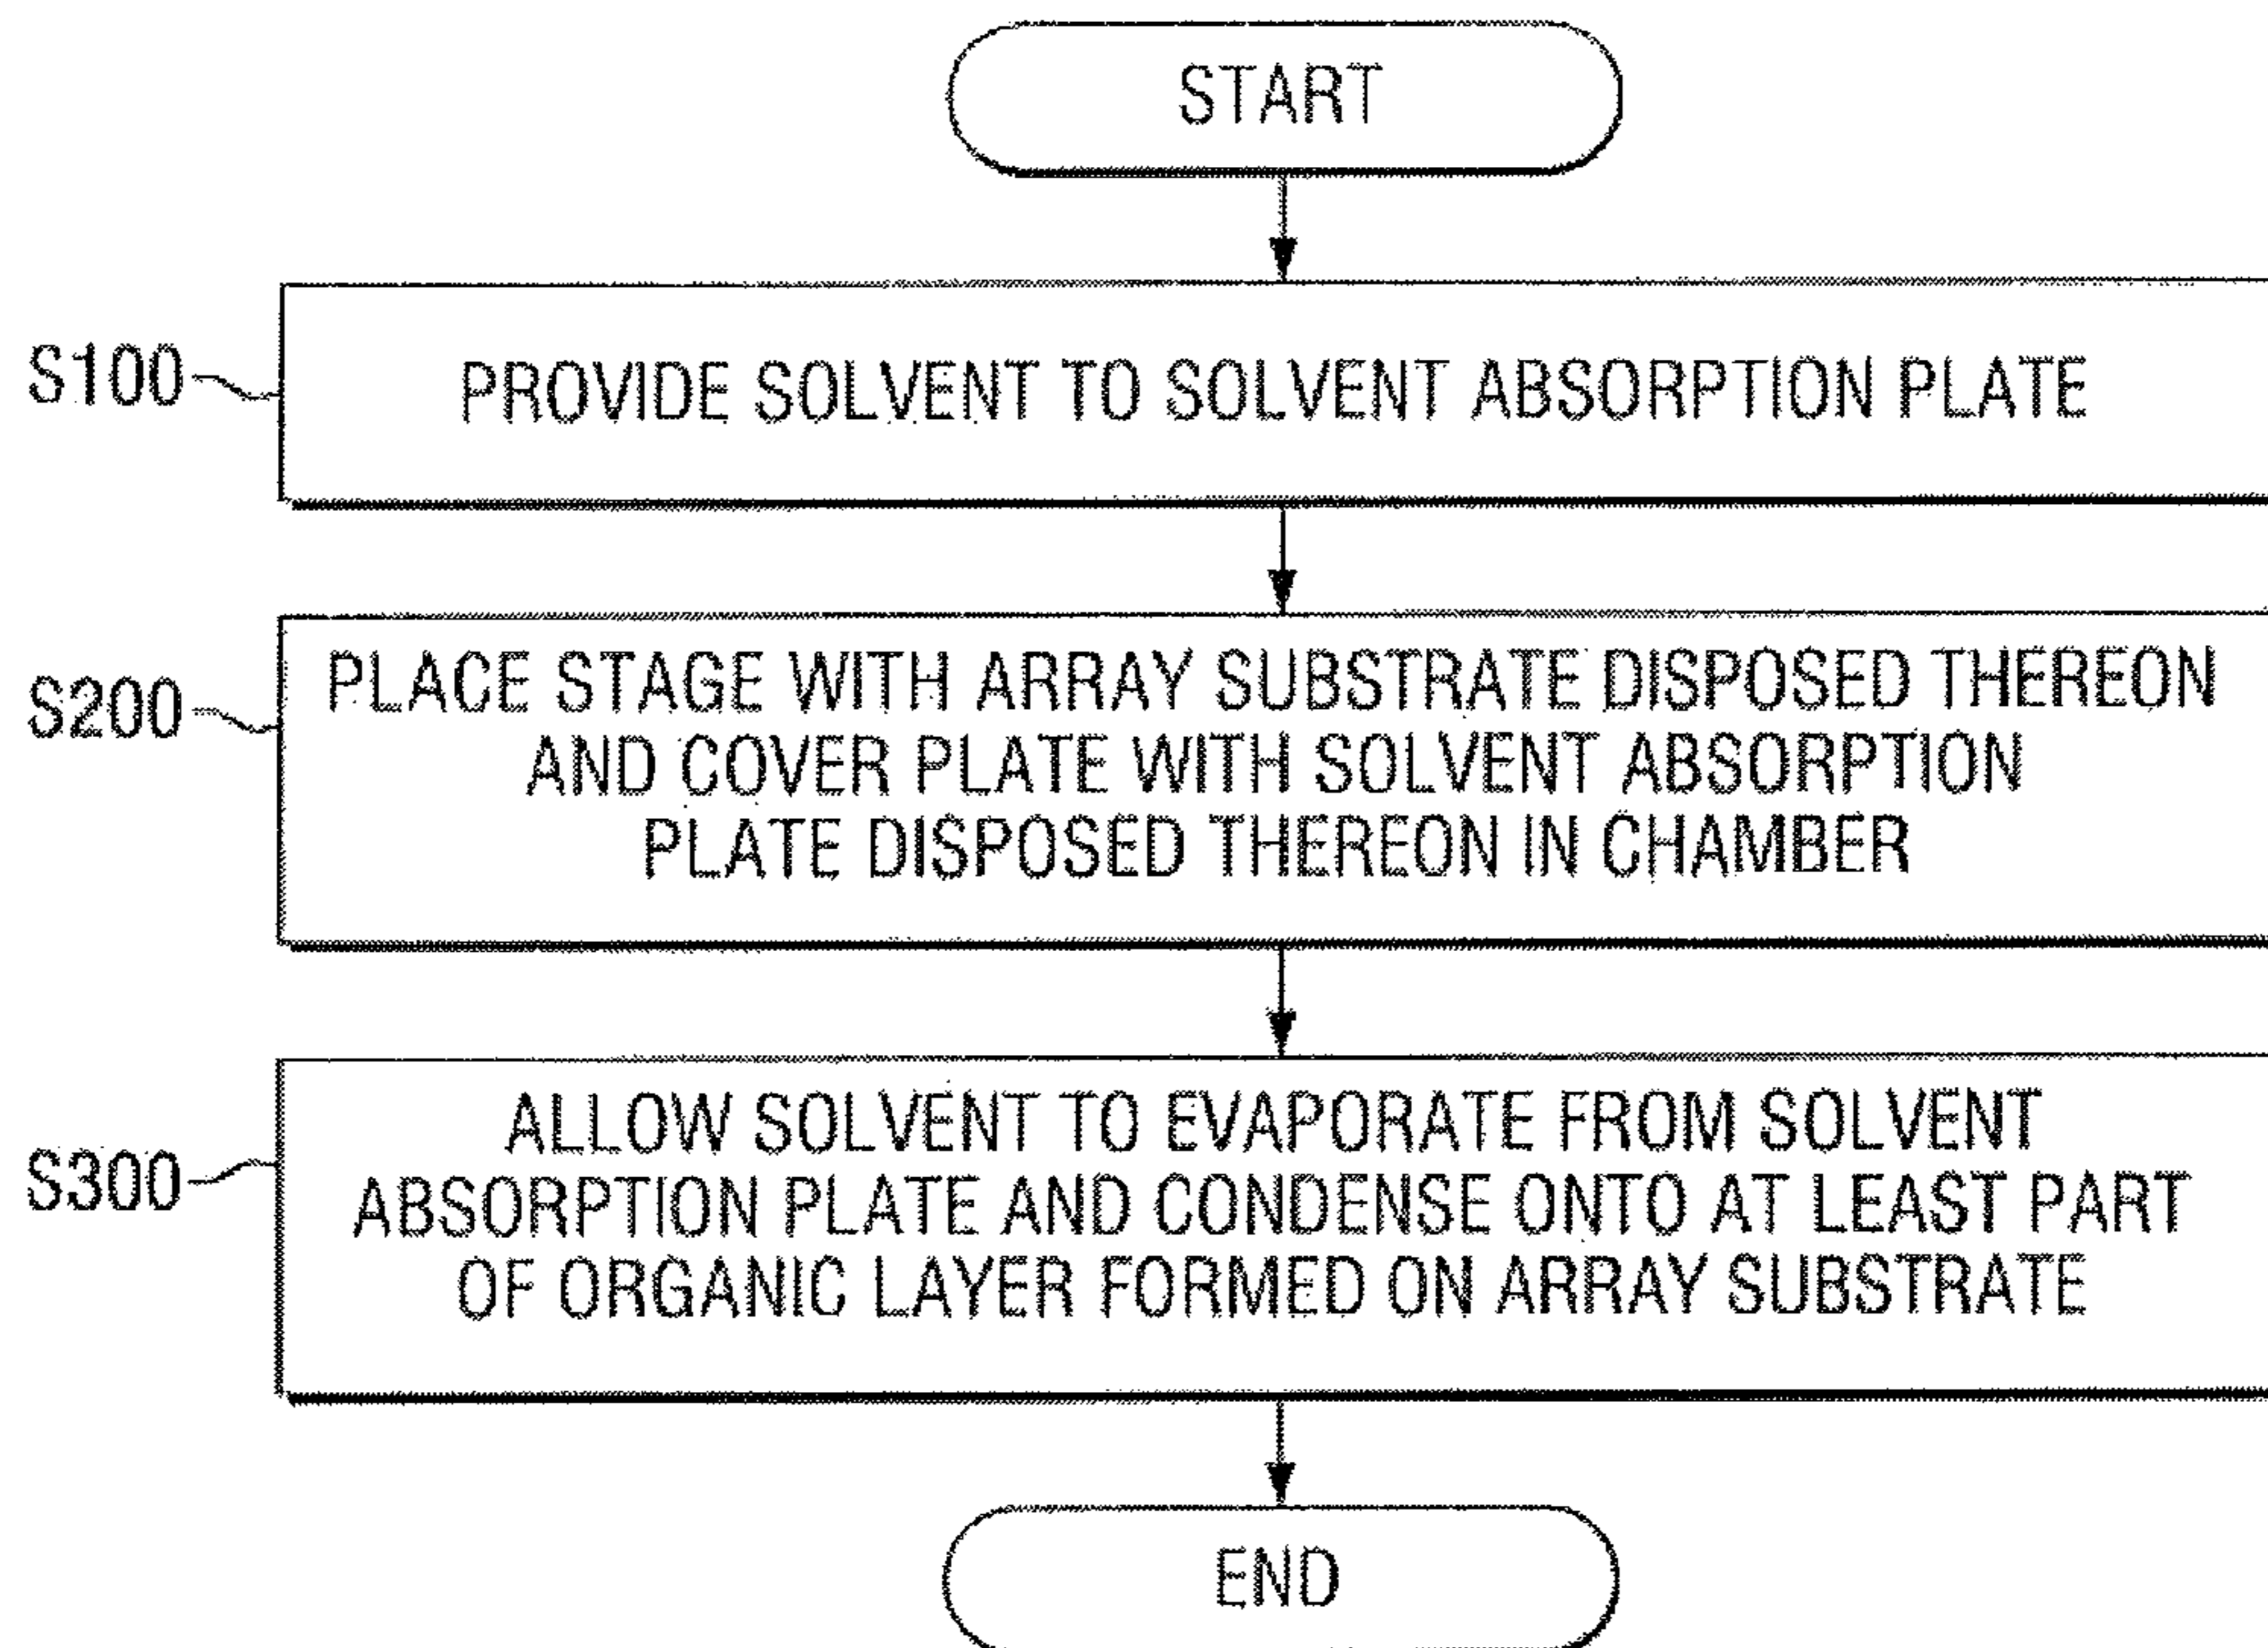 START
S100
PROVIDE SOLVENT TO SOLVENT ABSORPTION PLATE
S200
PLACE STAGE WITH ARRAY SUBSTRATE DISPOSED THEREON
AND COVER PLATE WITH SOLVENT ABSORPTION
PLATE DISPOSED THEREON IN CHAMBER
S300
ALLOW SOLVENT TO EVAPORATE FROM SOLVENT
ABSORPTION PLATE AND CONDENSE ONTO AT LEAST PART
OF ORGANIC LAYER FORMED ON ARRAY SUBSTRATE
END